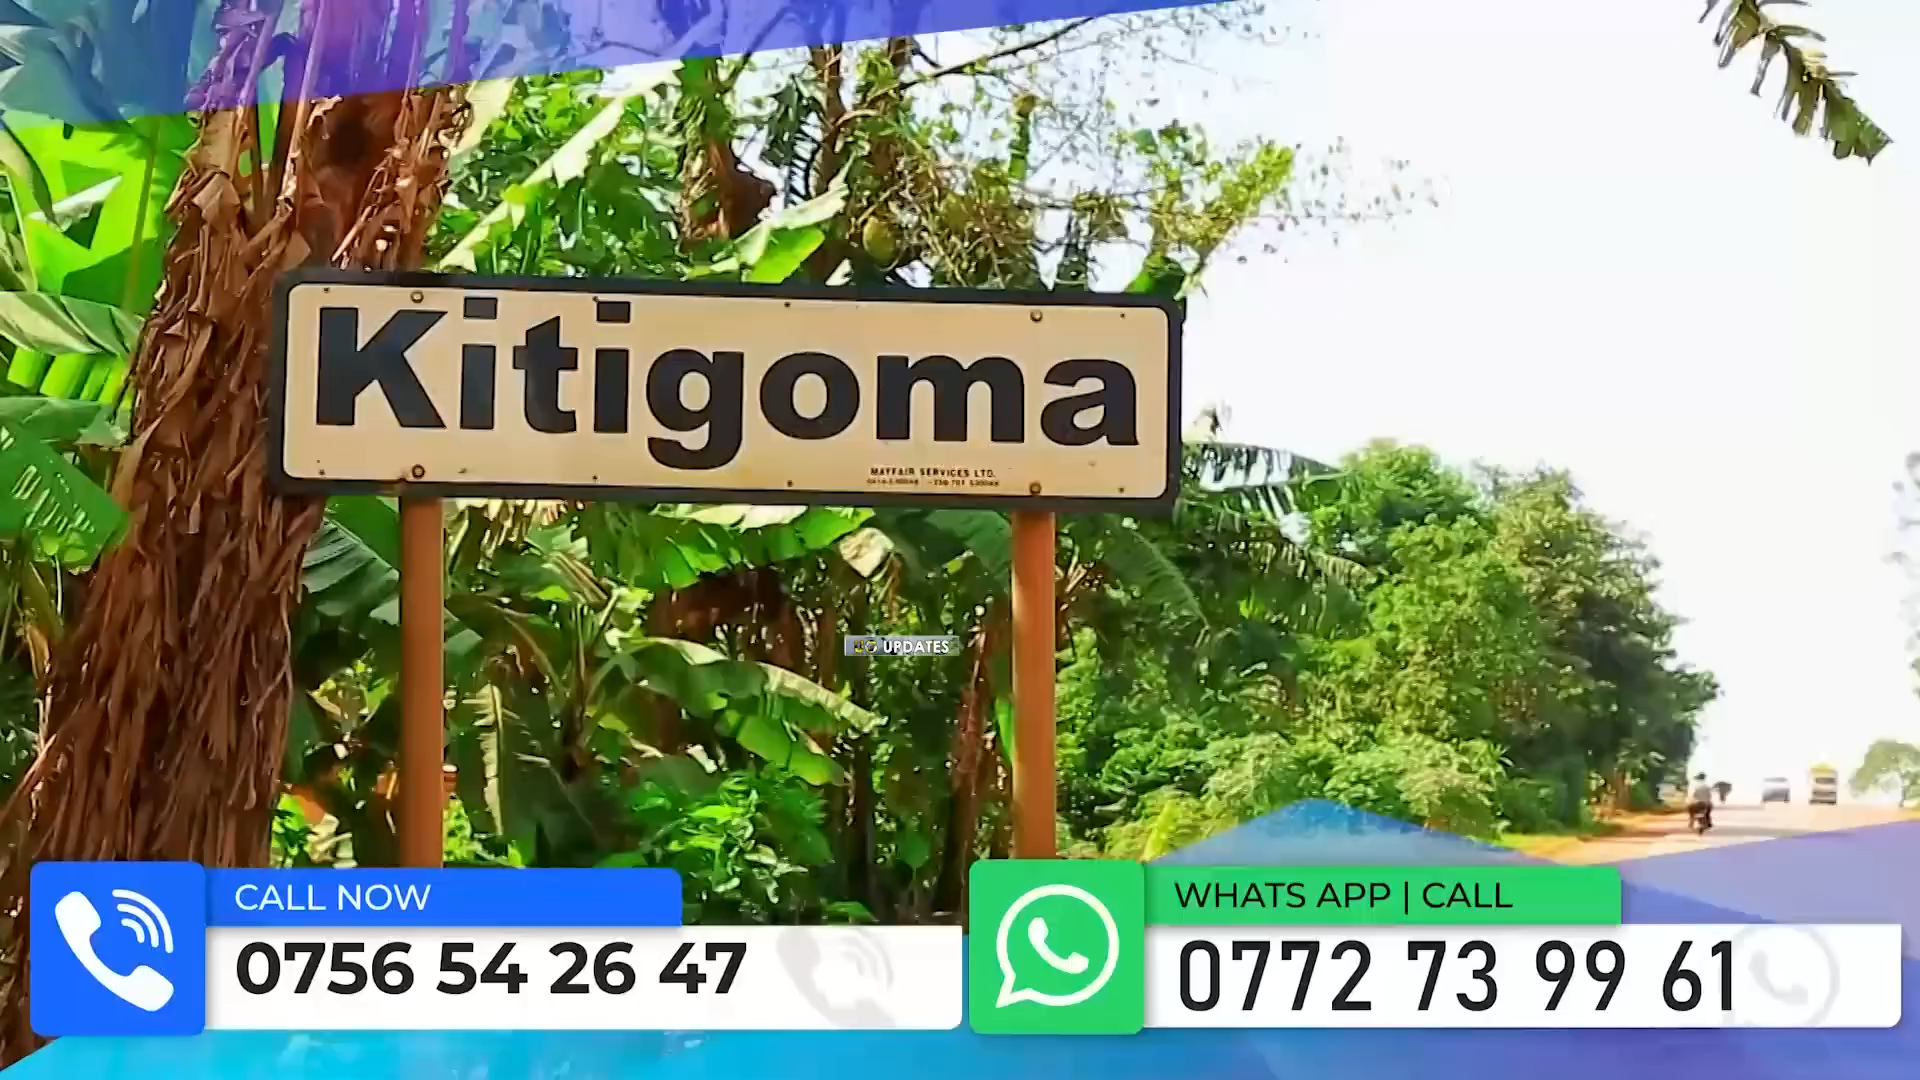 Kitigoma
MAYFAIR SERVICES LTD.
UPDATES
CALL NOW
0756 54 26 47
WHATS APP | CALL
0772 73 99 61